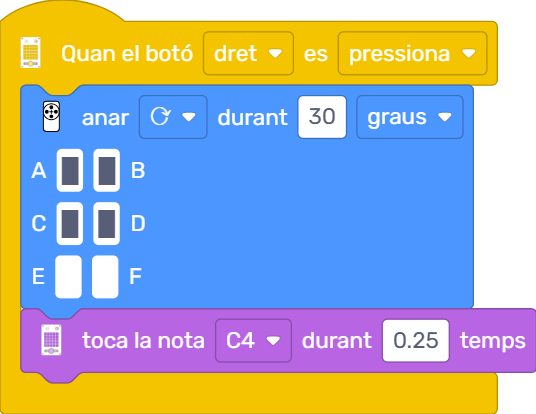 Quan el botó dret es pressiona
anar durant 30 graus
A B
C D
E F
toca la nota C4 durant 0.25 temps